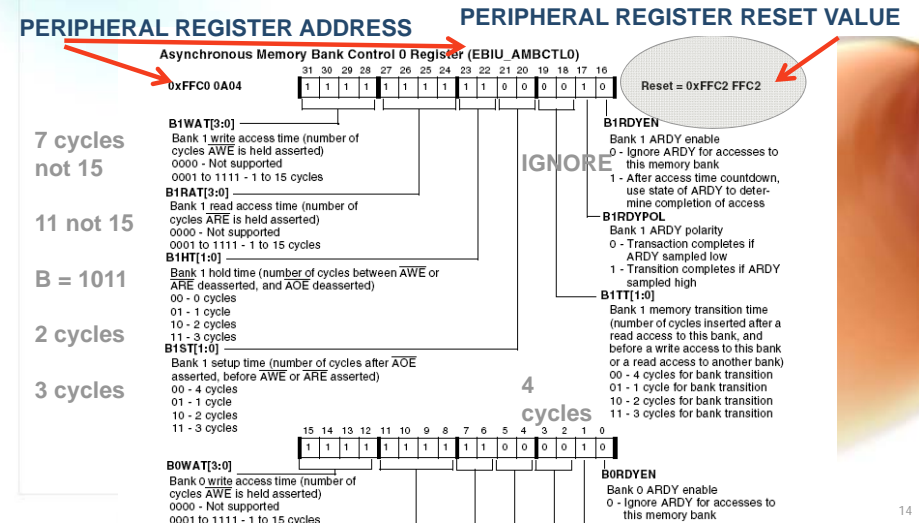 PERIPHERAL REGISTER ADDRESS
PERIPHERAL REGISTER RESET VALUE
Asynchronous Memory Bank Control 0 Register (EBIU_AMBCTL0)
31 30 29 28 27 26 25 24 23 22 21 20 19 18 17 16
0xFFC0 0A04
1 1 1 1 1 1 1 1 1 1 0 0 0 0 1 0
Reset = 0xFFC2 FFC2
7 cycles
not 15
11 not 15
B = 1011
2 cycles
3 cycles
B1WAT[3:0]
Bank 1 write access time (number of
cycles AWE is held asserted)
0000 - Not supported
0001 to 1111 - 1 to 15 cycles
B1RAT[3:0]
Bank 1 read access time (number of
cycles ARE is held asserted)
0000 - Not supported
0001 to 1111 - 1 to 15 cycles
B1HT[1:0]
Bank 1 hold time (number of cycles between AWE or
ARE deasserted, and AOE deasserted)
00 - 0 cycles
01 - 1 cycle
10 - 2 cycles
11 - 3 cycles
B1ST[1:0]
Bank 1 setup time (number of cycles after AOE
asserted, before AWE or ARE asserted)
00 - 4 cycles
01 - 1 cycle
10 - 2 cycles
11 - 3 cycles
IGNORE
4
cycles
B1RDYEN
Bank 1 ARDY enable
0 - Ignore ARDY for accesses to
this memory bank
1 - After access time countdown,
use state of ARDY to deter-
mine completion of access
B1RDYPOL
Bank 1 ARDY polarity
0 - Transaction completes if
ARDY sampled low
1 - Transition completes if ARDY
sampled high
B1TT[1:0]
Bank 1 memory transition time
(number of cycles inserted after a
read access to this bank, and
before a write access to this bank
or a read access to another bank)
00 - 4 cycles for bank transition
01 - 1 cycle for bank transition
10 - 2 cycles for bank transition
11 - 3 cycles for bank transition
15 14 13 12 11 10 9 8 7 6 5 4 3 2 1 0
1 1 1 1 1 1 1 1 1 1 0 0 0 0 1 0
B0WAT[3:0]
Bank 0 write access time (number of
cycles AWE is held asserted)
0000 - Not supported
0001 to 1111 - 1 to 15 cycles
B0RDYEN
Bank 0 ARDY enable
0 - Ignore ARDY for accesses to
this memory bank
14